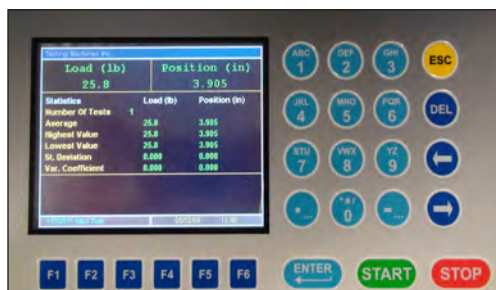 Testing Machines Inc.
Load (lb) Position (in)
25.8 3.905
Statistics Load (lb) Position (in)
Number Of Tests 1
Average 25.8 3.905
Highest Value 25.8 3.905
Lowest Value 25.8 3.905
St. Deviation 0.000 0.000
Var. Coefficient 0.000 0.000
ABC DEF GHI
1 2 3 ESC
JKL MNO PQR
4 5 6 DEL
STU VWX YZ
7 8 9
* # /
. ... 0 - ...
F1 F2 F3 F4 F5 F6
ENTER START STOP